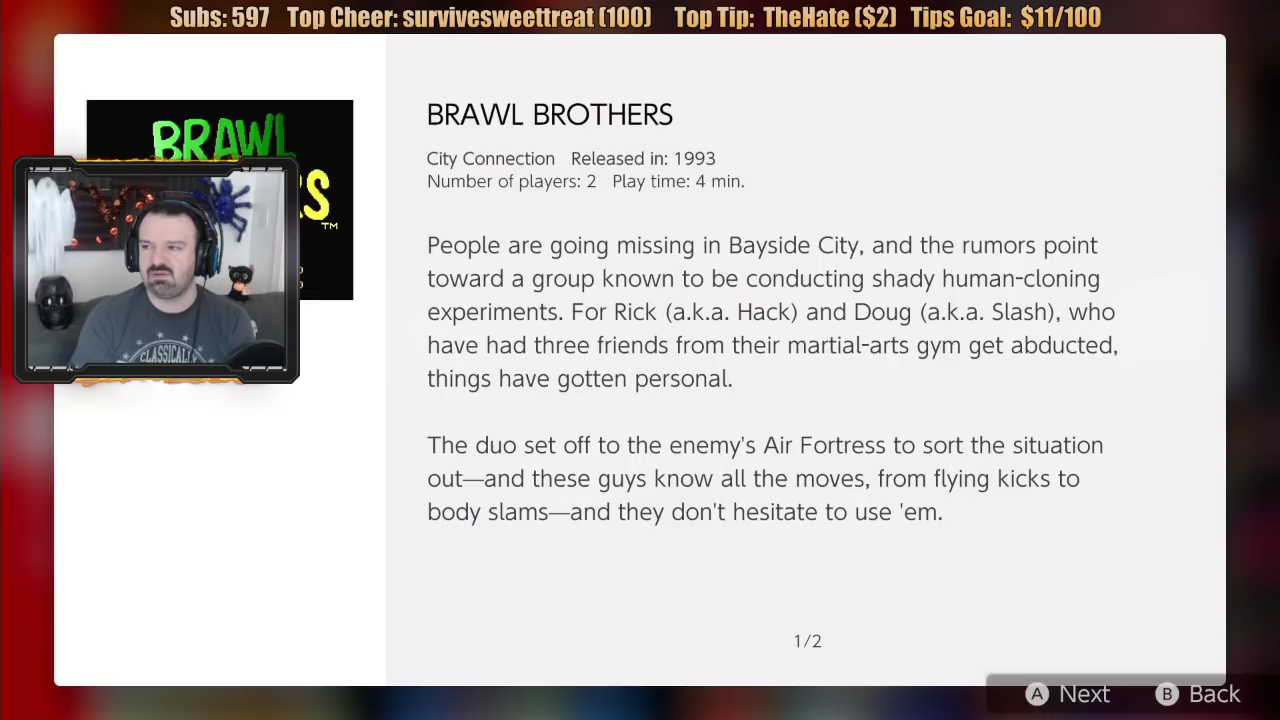 Subs: 597 Top Cheer: survivesweettreat (100) Top Tip: TheHate ($2) Tips Goal: $11/100
BRAWL
TM
BRAWL BROTHERS
City Connection Released in: 1993
Number of players: 2 Play time: 4 min.
People are going missing in Bayside City, and the rumors point
toward a group known to be conducting shady human-cloning
experiments. For Rick (a.k.a. Hack) and Doug (a.k.a. Slash), who
have had three friends from their martial-arts gym get abducted,
things have gotten personal.
The duo set off to the enemy's Air Fortress to sort the situation
out—and these guys know all the moves, from flying kicks to
body slams—and they don't hesitate to use 'em.
CLASSICALLY
1/2
A Next B Back